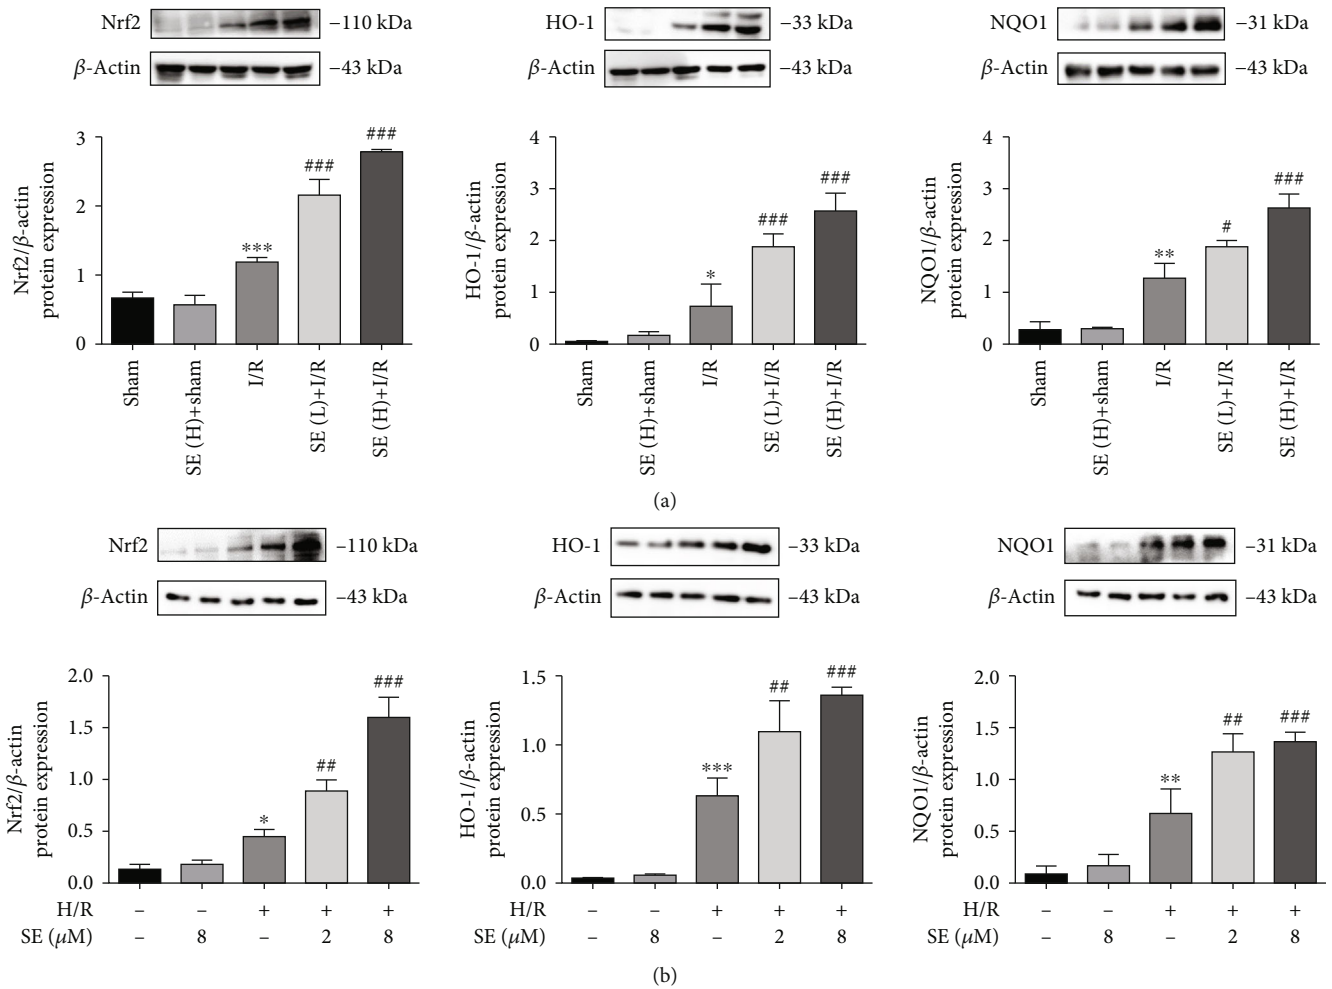 Nrf2
–110 kDa
β-Actin
–43 kDa
Nrf2/β-actin
protein expression
3
2
1
0
***
###
###
Sham
SE (H)+sham
I/R
SE (L)+I/R
SE (H)+I/R
HO-1
–33 kDa
β-Actin
–43 kDa
HO-1/β-actin
protein expression
4
3
2
1
0
*
###
###
Sham
SE (H)+sham
I/R
SE (L)+I/R
SE (H)+I/R
NQO1
–31 kDa
β-Actin
–43 kDa
NQO1/β-actin
protein expression
4
3
2
1
0
**
#
###
Sham
SE (H)+sham
I/R
SE (L)+I/R
SE (H)+I/R
(a)
Nrf2
–110 kDa
β-Actin
–43 kDa
Nrf2/β-actin
protein expression
2.0
1.5
1.0
0.5
0.0
*
##
###
H/R – – + + +
SE (μM) – 8 – 2 8
HO-1
–33 kDa
β-Actin
–43 kDa
HO-1/β-actin
protein expression
1.5
1.0
0.5
0.0
***
##
###
H/R – – + + +
SE (μM) – 8 – 2 8
NQO1
–31 kDa
β-Actin
–43 kDa
NQO1/β-actin
protein expression
2.0
1.5
1.0
0.5
0.0
**
##
###
H/R – – + + +
SE (μM) – 8 – 2 8
(b)